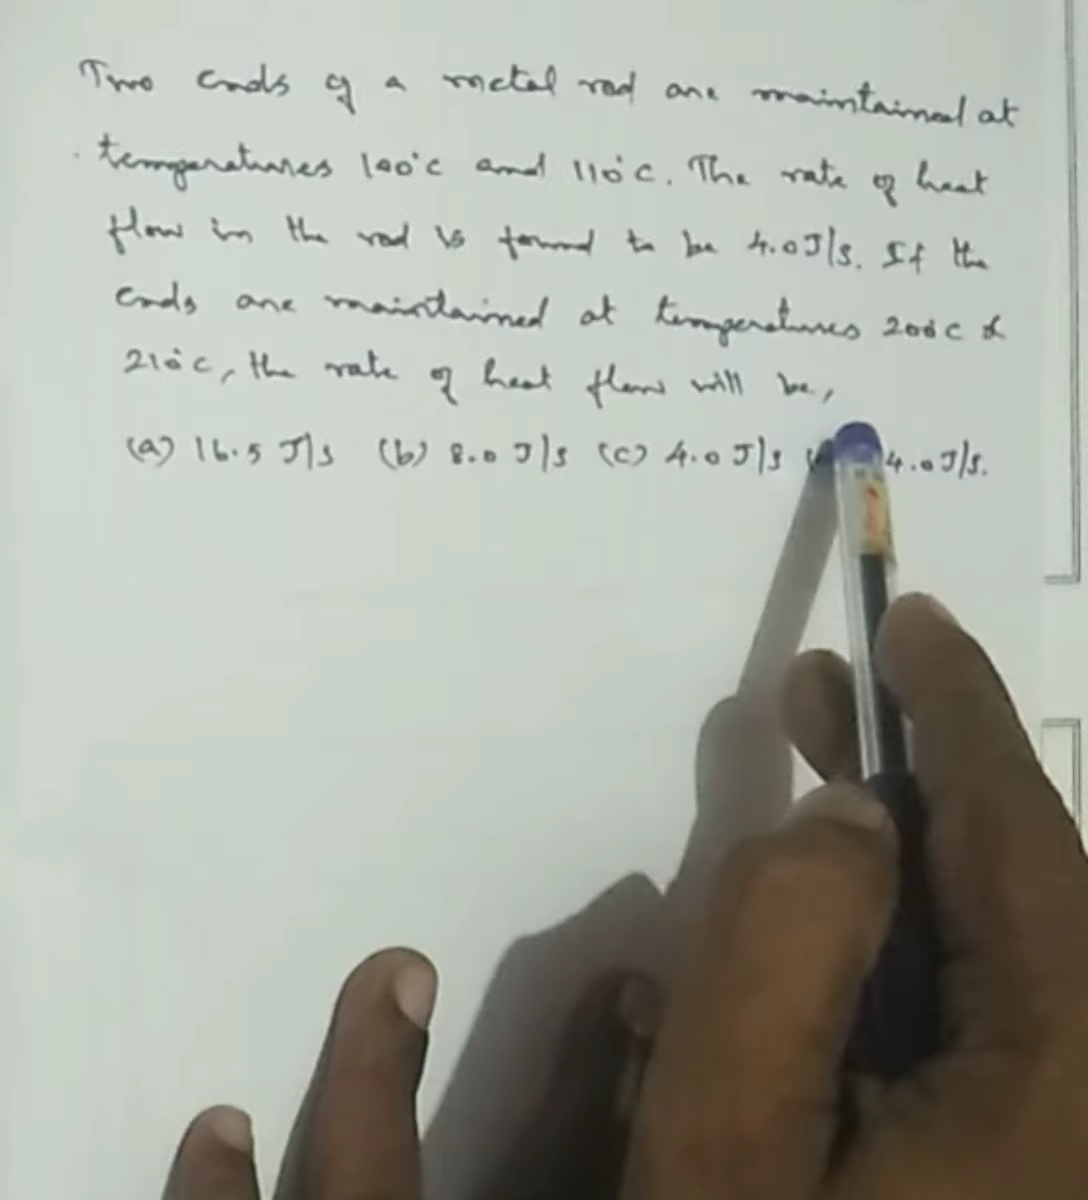 Two ends of a metal rod are maintained at
temperatures 100°C and 110°C. The rate of heat
flow in the rod is found to be 4.0J/s. If the
ends are maintained at temperatures 200°C &
210°C, the rate of heat flow will be,
(a) 16.5 J/s (b) 8.0 J/s (c) 4.0 J/s 4.0J/s.